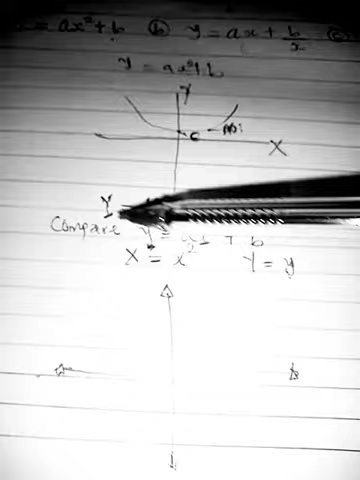 = ax² + b (b) y = ax + b/x
y = ax² + b
Y
C
X
Y
Compare
X = x² Y = y